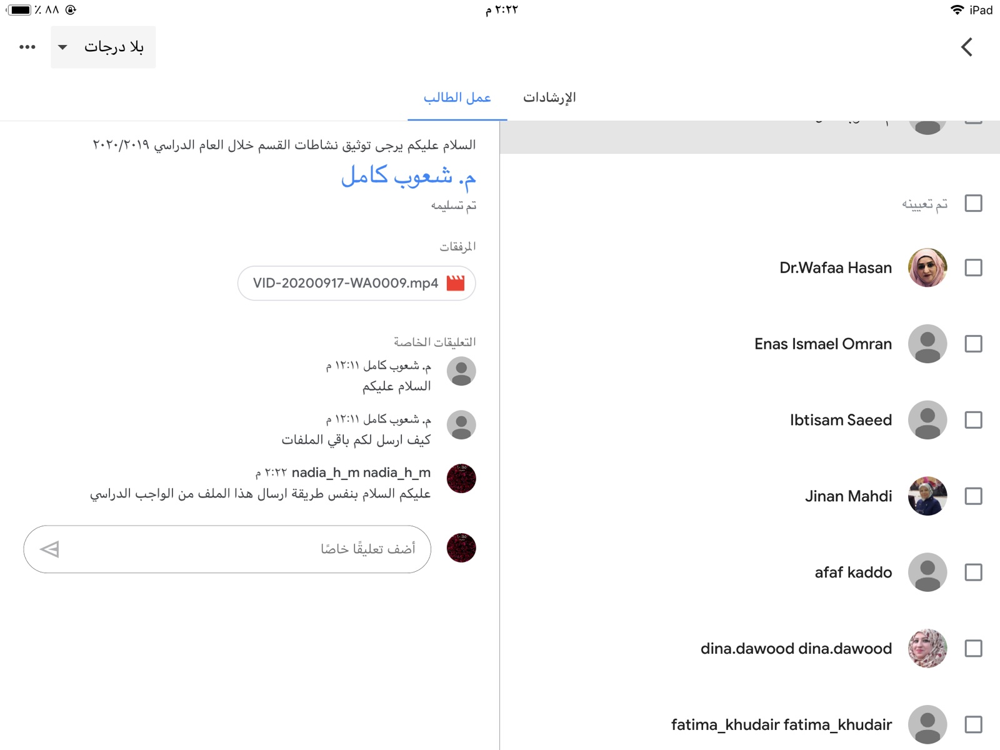 iPad
٢:٢٢ م
٪ ٨٨
بلا درجات
الإرشادات
عمل الطالب
تم تعيينه
Dr.Wafaa Hasan
Enas Ismael Omran
Ibtisam Saeed
Jinan Mahdi
afaf kaddo
dina.dawood dina.dawood
fatima_khudair fatima_khudair
السلام عليكم يرجى توثيق نشاطات القسم خلال العام الدراسي ٢٠٢٠/٢٠١٩
م. شعوب كامل
تم تسليمه
المرفقات
VID-20200917-WA0009.mp4
التعليقات الخاصة
م. شعوب كامل ١٢:١١ م
السلام عليكم
م. شعوب كامل ١٢:١١ م
كيف ارسل لكم باقي الملفات
nadia_h_m nadia_h_m ٢:٢٢ م
عليكم السلام بنفس طريقة ارسال هذا الملف من الواجب الدراسي
أضف تعليقًا خاصًا